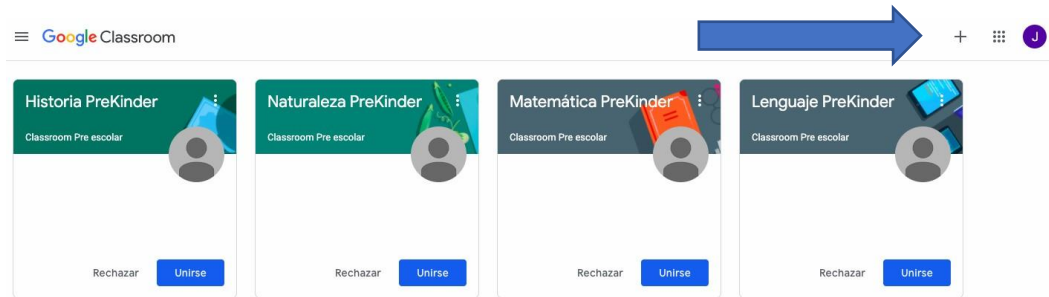 Google Classroom
J
Historia PreKinder
Classroom Pre escolar
Rechazar
Unirse
Naturaleza PreKinder
Classroom Pre escolar
Rechazar
Unirse
Matemática PreKinder
Classroom Pre escolar
Rechazar
Unirse
Lenguaje PreKinder
Classroom Pre escolar
Rechazar
Unirse